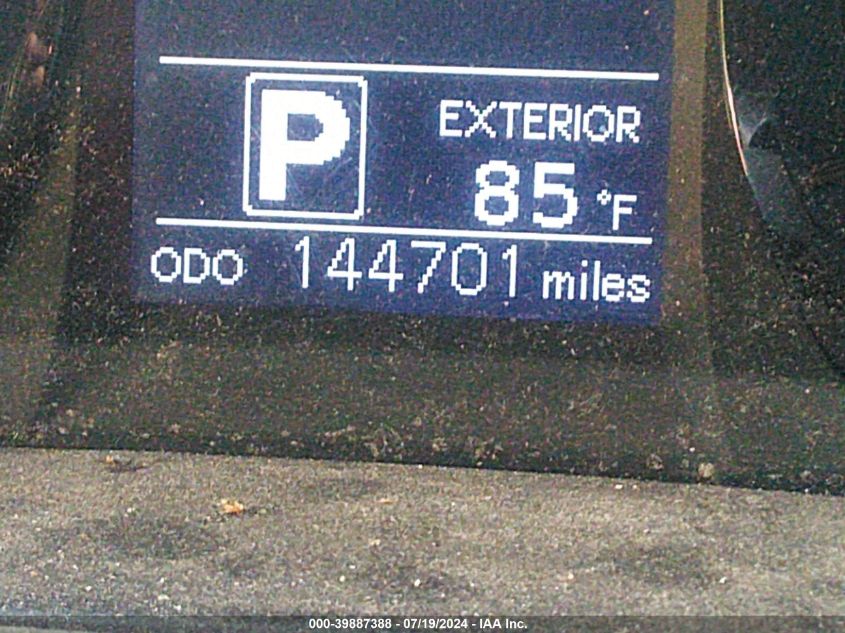 P EXTERIOR
85 °F
ODO 144701 miles
000-39887388 - 07/19/2024 - IAA Inc.